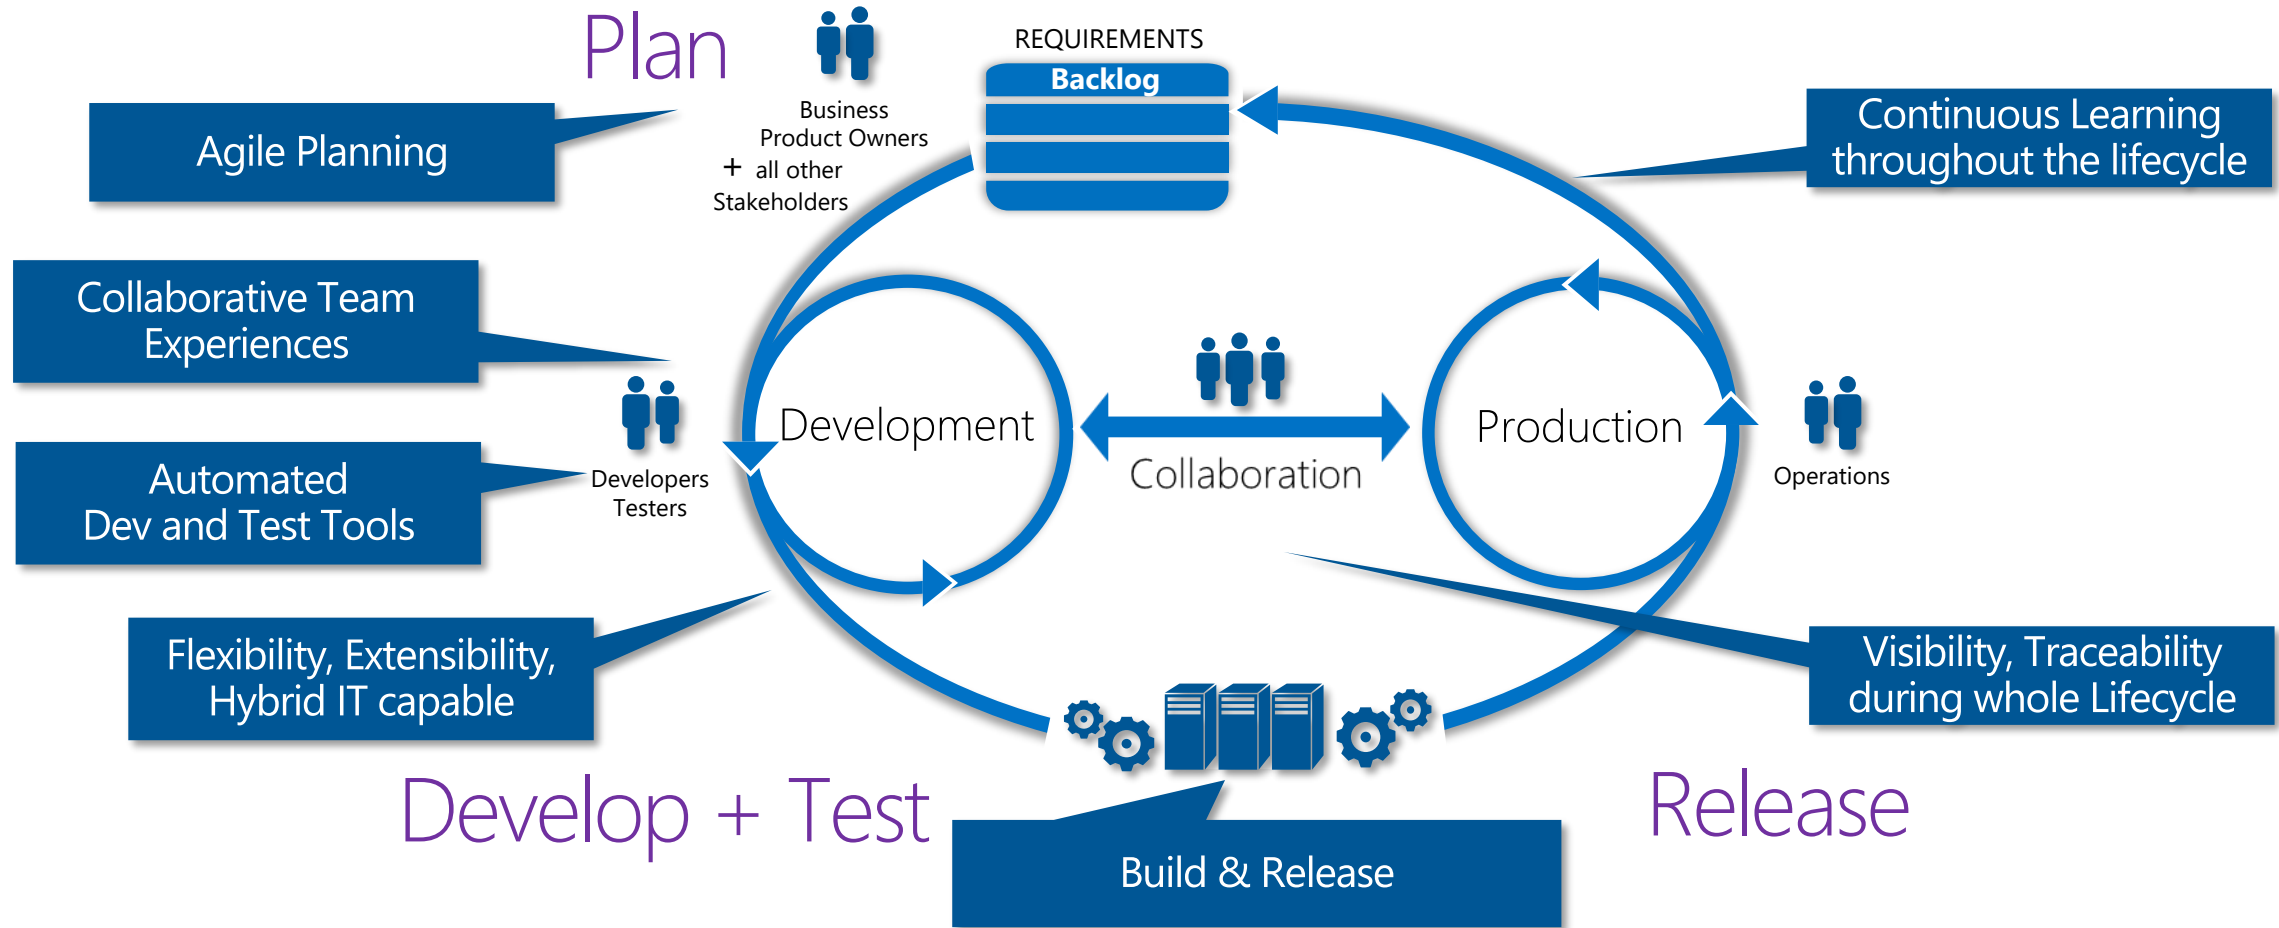 Plan
REQUIREMENTS
Backlog
Business
Product Owners
+ all other
Stakeholders
Agile Planning
Continuous Learning
throughout the lifecycle
Collaborative Team
Experiences
Development
Collaboration
Production
Automated
Dev and Test Tools
Developers
Testers
Operations
Flexibility, Extensibility,
Hybrid IT capable
Visibility, Traceability
during whole Lifecycle
Develop + Test
Release
Build & Release